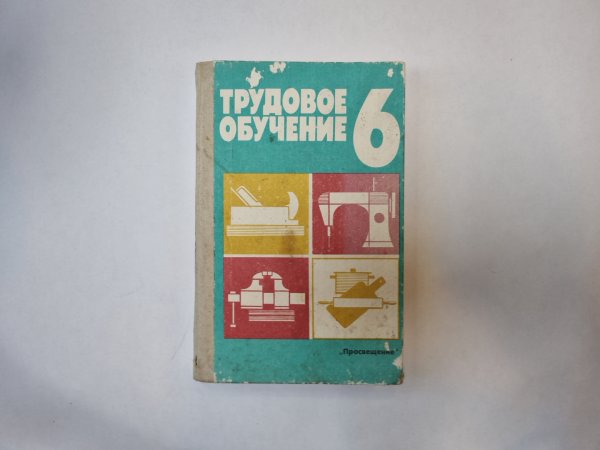 ТРУДОВОЕ
ОБУЧЕНИЕ 6
„Просвещение“